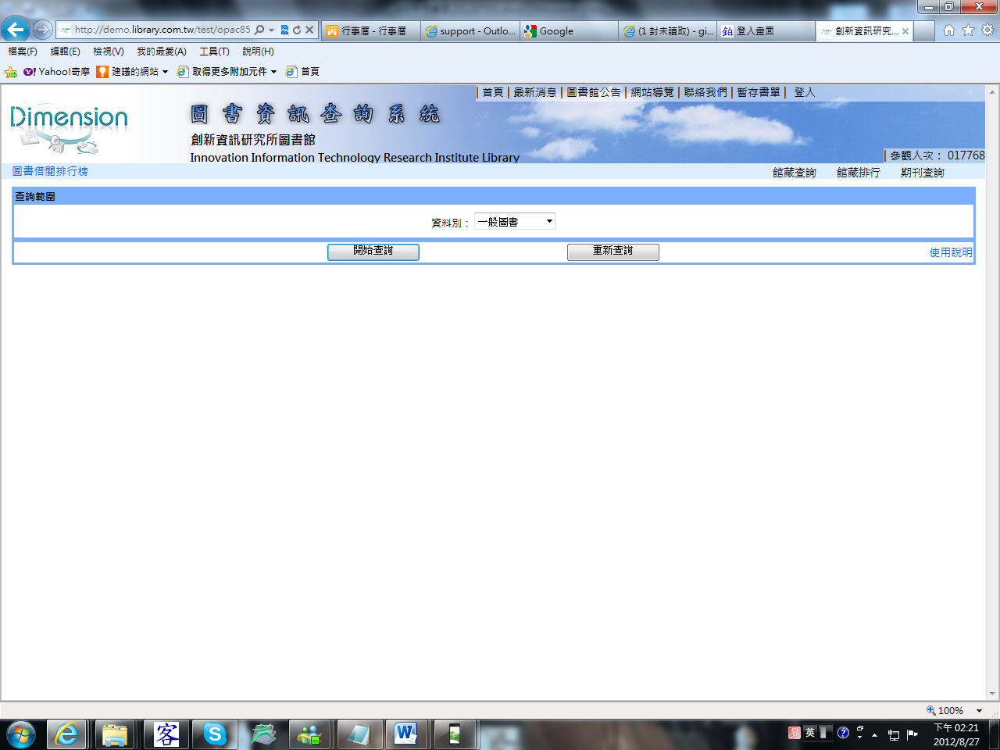 http://demo.library.com.tw/test/opac85
行事曆 - 行事曆
support - Outlo...
Google
(1 封未讀取) - gi...
鉑 登入畫面
創新資訊研究...
檔案(F) 編輯(E) 檢視(V) 我的最愛(A) 工具(T) 說明(H)
Yahoo!奇摩 建議的網站 取得更多附加元件 首頁
| 首頁 | 最新消息 | 圖書館公告 | 網站導覽 | 聯絡我們 | 暫存書單 | 登入
Dimension
圖書資訊查詢系統
創新資訊研究所圖書館
Innovation Information Technology Research Institute Library
| 參觀人次： 017768
圖書借閱排行榜 館藏查詢 館藏排行 期刊查詢
查詢範圍
資料別： 一般圖書
開始查詢 重新查詢 使用說明
100%
客
易 英
下午 02:21
2012/8/27